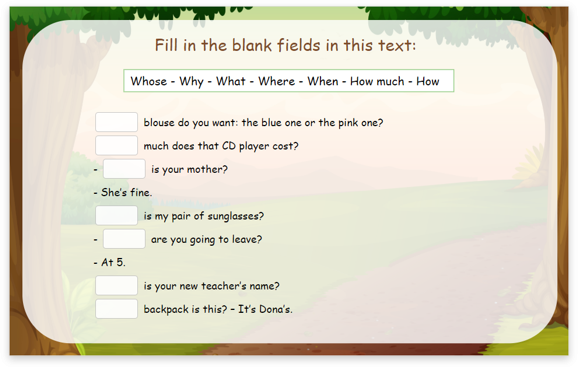 Fill in the blank fields in this text:
Whose - Why - What - Where - When - How much - How
blouse do you want: the blue one or the pink one?
much does that CD player cost?
- is your mother?
- She's fine.
is my pair of sunglasses?
- are you going to leave?
- At 5.
is your new teacher's name?
backpack is this? – It's Dona's.